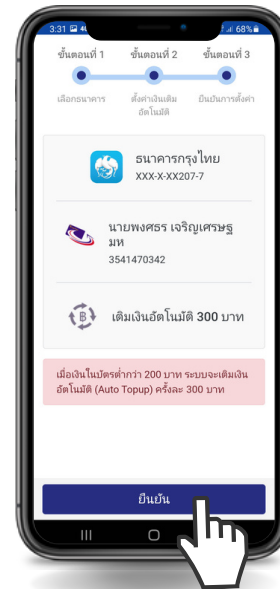 3:31
68%
ขั้นตอนที่ 1 ขั้นตอนที่ 2 ขั้นตอนที่ 3
เลือกธนาคาร ตั้งค่าเงินเติม ยืนยันการตั้งค่า
อัตโนมัติ
ธนาคารกรุงไทย
XXX-X-XX207-7
นายพงศธร เจริญเศรษฐ
มห
3541470342
เติมเงินอัตโนมัติ 300 บาท
เมื่อเงินในบัตรต่ำกว่า 200 บาท ระบบจะเติมเงิน
อัตโนมัติ (Auto Topup) ครั้งละ 300 บาท
ยืนยัน